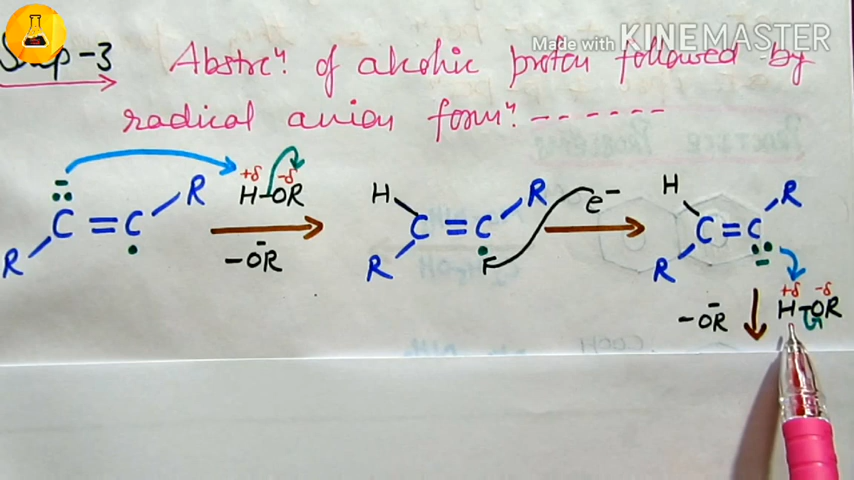 Step-3 Abstrcⁿ. of alcohic proton followed by
radical anion formⁿ. -------
Made with KINEMASTER
R C = C R
+δ -δ
H-OR
-OR̄
H R C = C R
e⁻
H R C = C R
+δ -δ
H-OR
-OR̄